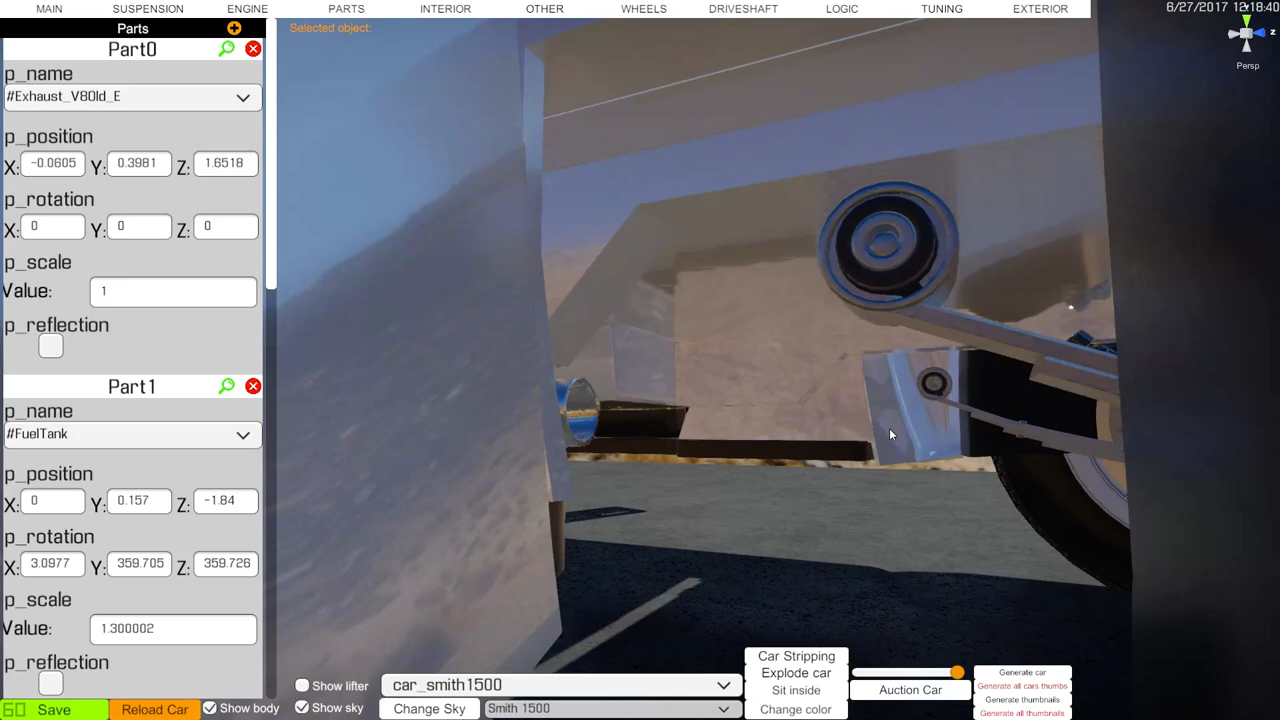 MAIN SUSPENSION ENGINE PARTS INTERIOR OTHER WHEELS DRIVESHAFT LOGIC TUNING EXTERIOR
6/27/2017 12:18:40
Parts
Selected object:
Part0
p_name
#Exhaust_V8Old_E
p_position
X: -0.0605 Y: 0.3981 Z: 1.6518
p_rotation
X: 0 Y: 0 Z: 0
p_scale
Value: 1
p_reflection
Part1
p_name
#FuelTank
p_position
X: 0 Y: 0.157 Z: -1.84
p_rotation
X: 3.0977 Y: 359.705 Z: 359.726
p_scale
Value: 1.300002
p_reflection
60 Save Reload Car
Show body
Show lifter
Show sky
car_smith1500
Change Sky
Smith 1500
Car Stripping
Explode car
Sit inside
Change color
Auction Car
Generate car
Generate all cars thumbs
Generate thumbnails
Generate all thumbnails
z
Persp